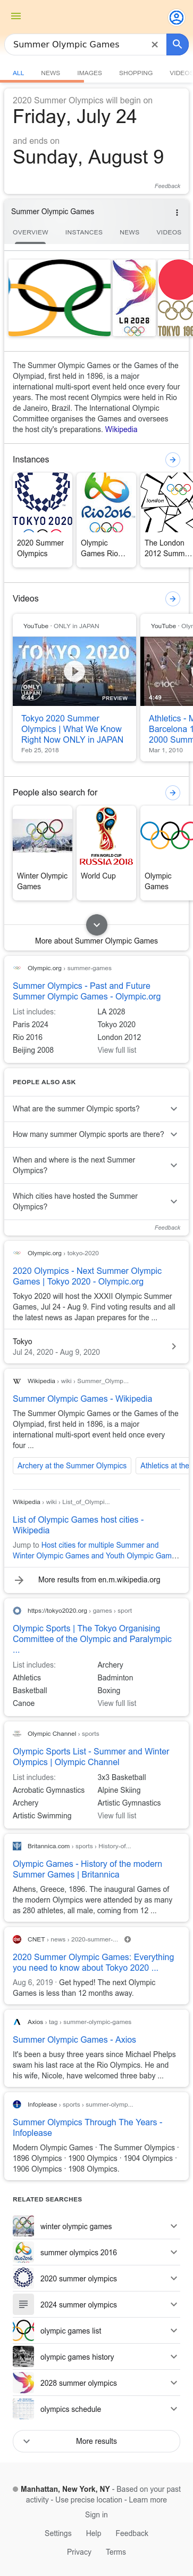 Summer Olympic Games
ALL NEWS IMAGES SHOPPING VIDEOS
2020 Summer Olympics will begin on
Friday, July 24
and ends on
Sunday, August 9
Feedback
Summer Olympic Games
OVERVIEW INSTANCES NEWS VIDEOS
LA2028
TOKYO 196
The Summer Olympic Games or the Games of the
Olympiad, first held in 1896, is a major
international multi-sport event held once every four
years. The most recent Olympics were held in Rio
de Janeiro, Brazil. The International Olympic
Committee organises the Games and oversees
the host city's preparations. Wikipedia
Instances
TOKYO 2020
Rio2016
2020 Summer
Olympics
Olympic
Games Rio...
The London
2012 Summ...
Videos
YouTube · ONLY in JAPAN
TOKYO 2020
ONLY in JAPAN
6:44
PREVIEW
Tokyo 2020 Summer
Olympics | What We Know
Right Now ONLY in JAPAN
Feb 25, 2018
YouTube · Olyn
4:49
Athletics - M
Barcelona 1
2000 Summ
Mar 1, 2010
People also search for
FIFA WORLD CUP
RUSSIA 2018
Winter Olympic
Games
World Cup
Olympic
Games
More about Summer Olympic Games
Olympic.org › summer-games
Summer Olympics - Past and Future
Summer Olympic Games - Olympic.org
List includes: LA 2028
Paris 2024 Tokyo 2020
Rio 2016 London 2012
Beijing 2008 View full list
PEOPLE ALSO ASK
What are the summer Olympic sports?
How many summer Olympic sports are there?
When and where is the next Summer
Olympics?
Which cities have hosted the Summer
Olympics?
Feedback
Olympic.org › tokyo-2020
2020 Olympics - Next Summer Olympic
Games | Tokyo 2020 - Olympic.org
Tokyo 2020 will host the XXXII Olympic Summer
Games, Jul 24 - Aug 9. Find voting results and all
the latest news as Japan prepares for the ...
Tokyo
Jul 24, 2020 - Aug 9, 2020
W Wikipedia › wiki › Summer_Olymp...
Summer Olympic Games - Wikipedia
The Summer Olympic Games or the Games of the
Olympiad, first held in 1896, is a major
international multi-sport event held once every
four ...
Archery at the Summer Olympics Athletics at the
Wikipedia › wiki › List_of_Olympi...
List of Olympic Games host cities -
Wikipedia
Jump to Host cities for multiple Summer and
Winter Olympic Games and Youth Olympic Gam...
More results from en.m.wikipedia.org
https://tokyo2020.org › games › sport
Olympic Sports | The Tokyo Organising
Committee of the Olympic and Paralympic
...
List includes: Archery
Athletics Badminton
Basketball Boxing
Canoe View full list
Olympic Channel › sports
Olympic Sports List - Summer and Winter
Olympics | Olympic Channel
List includes: 3x3 Basketball
Acrobatic Gymnastics Alpine Skiing
Archery Artistic Gymnastics
Artistic Swimming View full list
Britannica.com › sports › History-of...
Olympic Games - History of the modern
Summer Games | Britannica
Athens, Greece, 1896. The inaugural Games of
the modern Olympics were attended by as many
as 280 athletes, all male, coming from 12 ...
CNET › news › 2020-summer-...
2020 Summer Olympic Games: Everything
you need to know about Tokyo 2020 ...
Aug 6, 2019 · Get hyped! The next Olympic
Games is less than 12 months away.
Axios › tag › summer-olympic-games
Summer Olympic Games - Axios
It's been a busy three years since Michael Phelps
swam his last race at the Rio Olympics. He and
his wife, Nicole, have welcomed three baby ...
Infoplease › sports › summer-olymp...
Summer Olympics Through The Years -
Infoplease
Modern Olympic Games · The Summer Olympics ·
1896 Olympics · 1900 Olympics · 1904 Olympics ·
1906 Olympics · 1908 Olympics.
RELATED SEARCHES
winter olympic games
summer olympics 2016
2020 summer olympics
2024 summer olympics
olympic games list
olympic games history
2028 summer olympics
olympics schedule
More results
Manhattan, New York, NY - Based on your past
activity - Use precise location - Learn more
Sign in
Settings Help Feedback
Privacy Terms